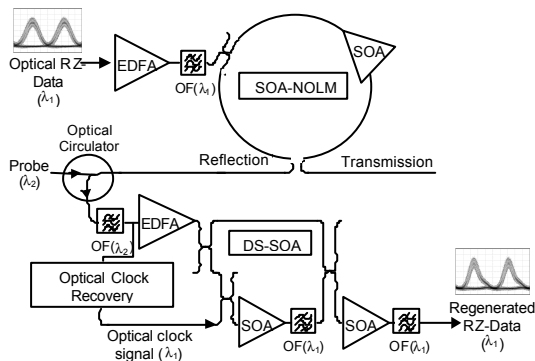 Optical RZ-
Data
(λ₁)
EDFA
OF(λ₁)
SOA-NOLM
SOA
Optical
Circulator
Probe
(λ₂)
Reflection
Transmission
OF(λ₂)
EDFA
DS-SOA
Optical Clock
Recovery
Optical clock
signal (λ₁)
SOA
OF(λ₁)
SOA
OF(λ₁)
Regenerated
RZ-Data
(λ₁)